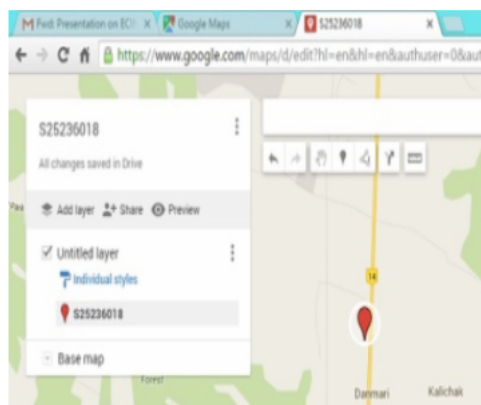 Fwd: Presentation on ECI
Google Maps
S25236018
https://www.google.com/maps/d/edit?hl=en&hl=en&authuser=0&aut
S25236018
All changes saved in Drive
Add layer
Share
Preview
Untitled layer
Individual styles
S25236018
Base map
14
Forest
Danmari
Kalichak